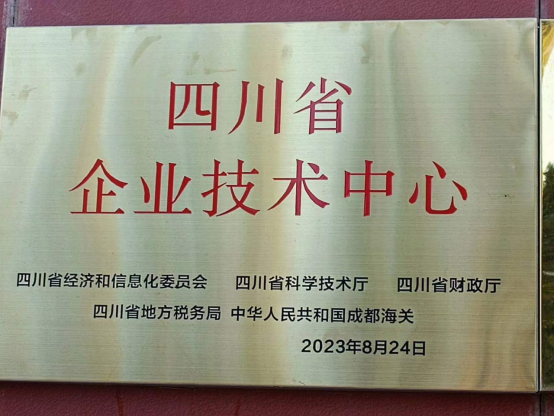 四川省
企业技术中心
四川省经济和信息化委员会 四川省科学技术厅 四川省财政厅
四川省地方税务局 中华人民共和国成都海关
2023年8月24日